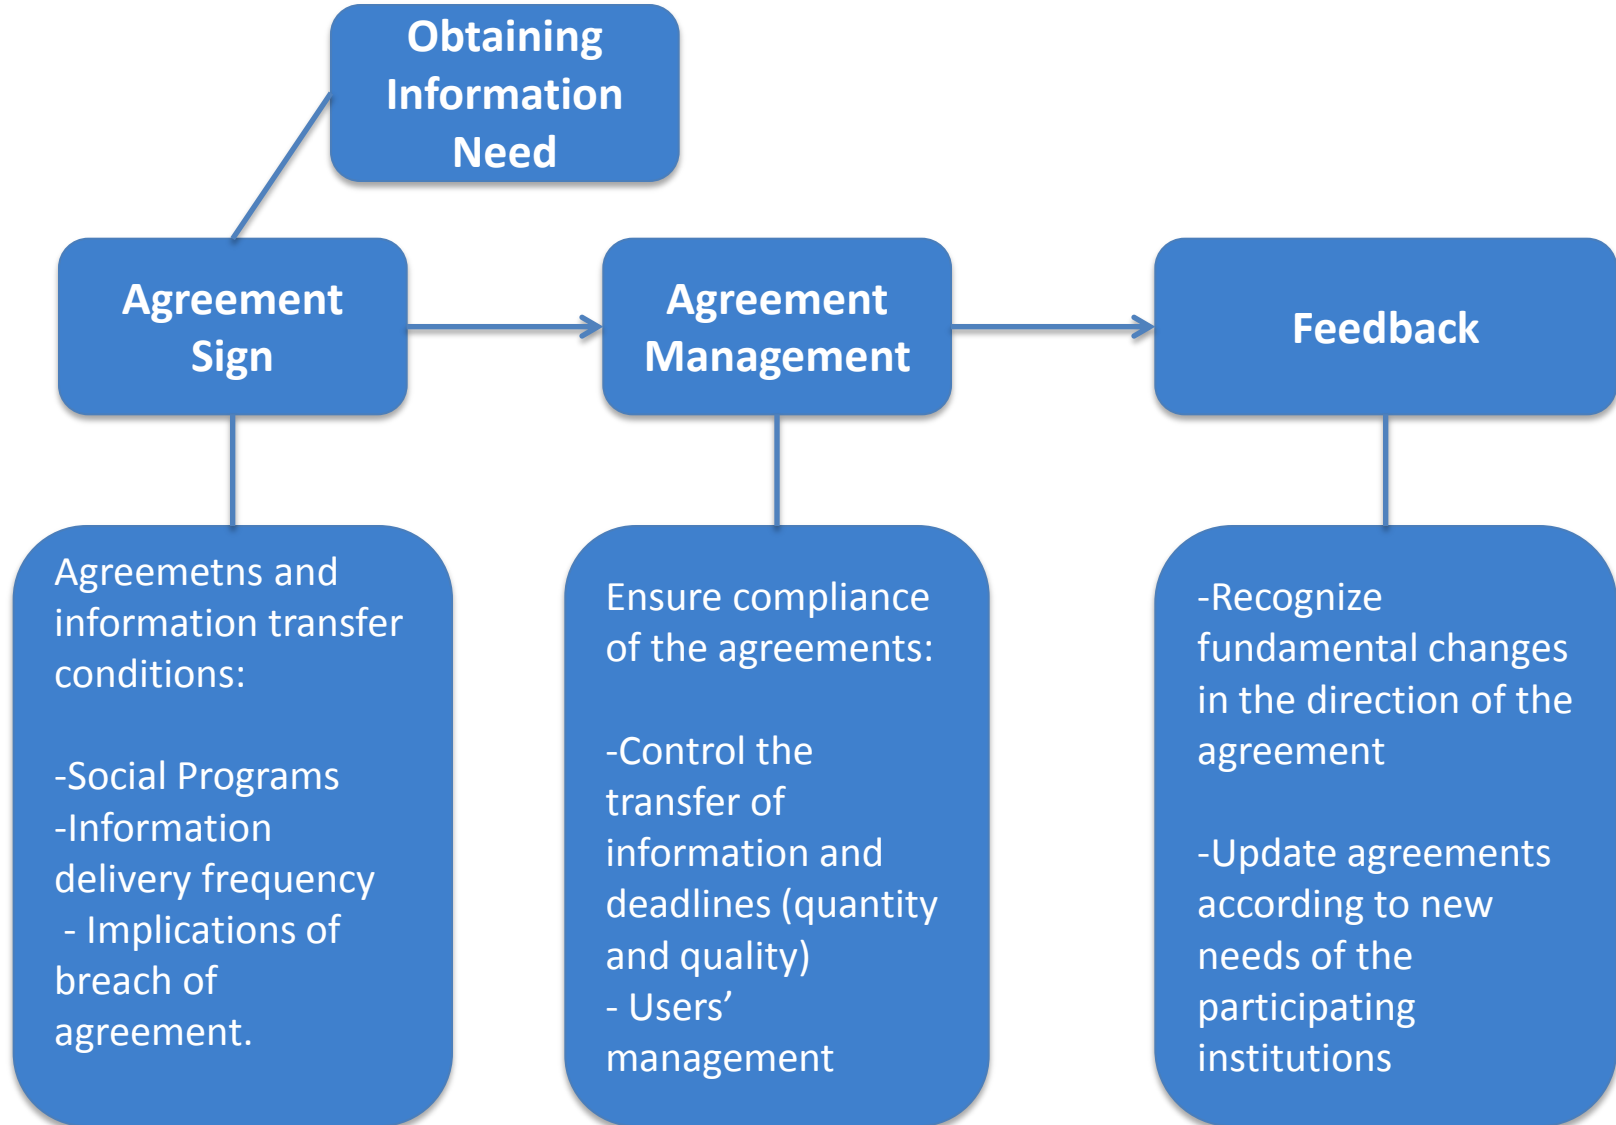 Obtaining
Information
Need
Agreement
Sign
Agreement
Management
Feedback
Agreemetns and
information transfer
conditions:
-Social Programs
-Information
delivery frequency
- Implications of
breach of
agreement.
Ensure compliance
of the agreements:
-Control the
transfer of
information and
deadlines (quantity
and quality)
- Users’
management
-Recognize
fundamental changes
in the direction of the
agreement
-Update agreements
according to new
needs of the
participating
institutions